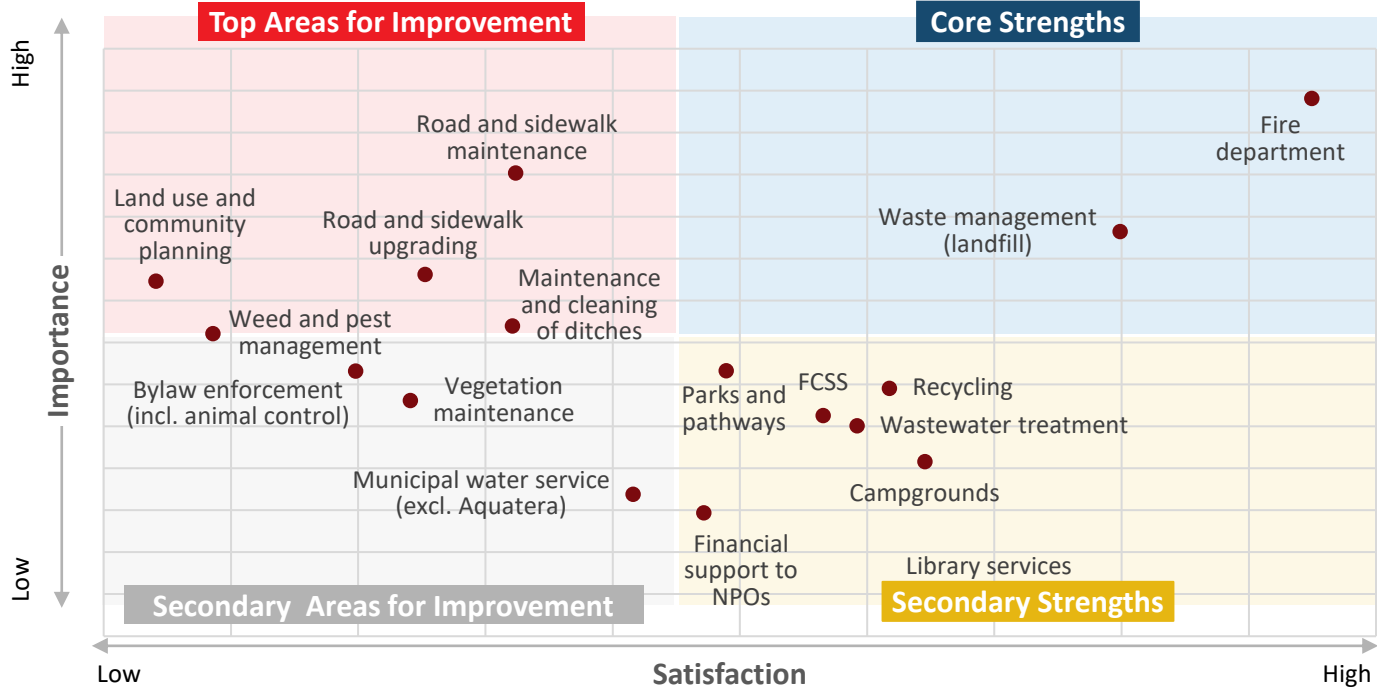 Top Areas for Improvement
Core Strengths
High
Road and sidewalk
maintenance
Fire
department
Land use and
community
planning
Road and sidewalk
upgrading
Waste management
(landfill)
Maintenance
and cleaning
of ditches
Weed and pest
management
Importance
Bylaw enforcement
(incl. animal control)
Vegetation
maintenance
Parks and
pathways
FCSS
Recycling
Wastewater treatment
Municipal water service
(excl. Aquatera)
Campgrounds
Financial
support to
NPOs
Library services
Low
Secondary Areas for Improvement
Secondary Strengths
Low
Satisfaction
High